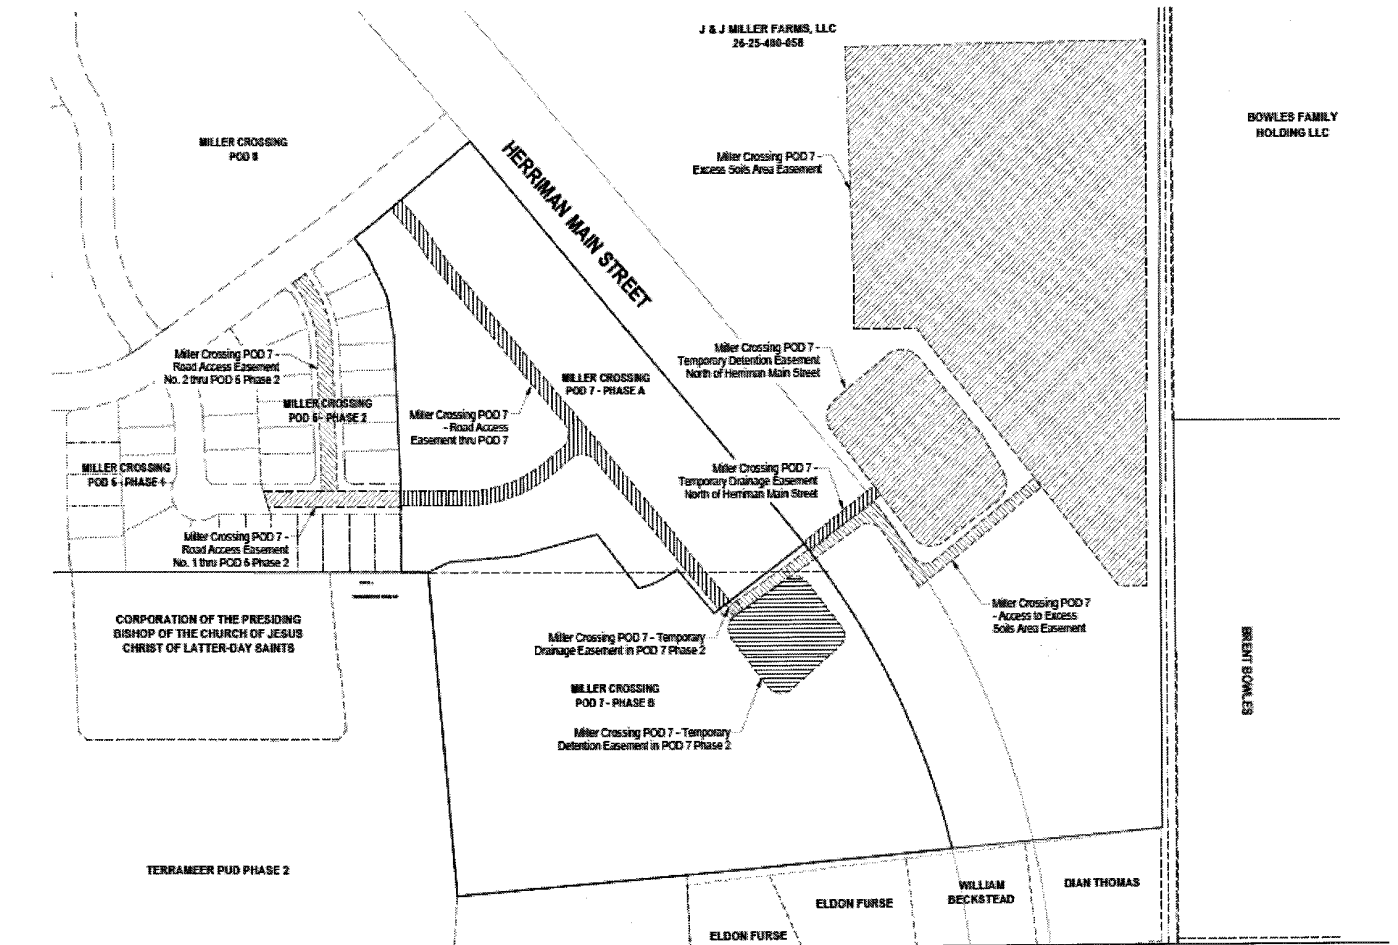 J & J MILLER FARMS, LLC
26-25-400-058
BOWLES FAMILY
HOLDING LLC
MILLER CROSSING
POD 8
HERRIMAN MAIN STREET
Miller Crossing POD 7 -
Excess Soils Area Easement
Miller Crossing POD 7 -
Road Access Easement
No. 2 thru POD 6 Phase 2
Miller Crossing POD 7 -
Temporary Detention Easement
North of Herriman Main Street
MILLER CROSSING
POD 7 - PHASE A
MILLER CROSSING
POD 6 - PHASE 2
Miller Crossing POD 7
- Road Access
Easement thru POD 7
MILLER CROSSING
POD 6 - PHASE 1
Miller Crossing POD 7 -
Temporary Drainage Easement
North of Herriman Main Street
Miller Crossing POD 7 -
Road Access Easement
No. 1 thru POD 6 Phase 2
CORPORATION OF THE PRESIDING
BISHOP OF THE CHURCH OF JESUS
CHRIST OF LATTER-DAY SAINTS
Miller Crossing POD 7
- Access to Excess
Soils Area Easement
Miller Crossing POD 7 - Temporary
Drainage Easement in POD 7 Phase 2
MILLER CROSSING
POD 7 - PHASE B
Miller Crossing POD 7 - Temporary
Detention Easement in POD 7 Phase 2
BRENT BOWLES
TERRAMEER PUD PHASE 2
ELDON FURSE
ELDON FURSE
WILLIAM
BECKSTEAD
DIAN THOMAS